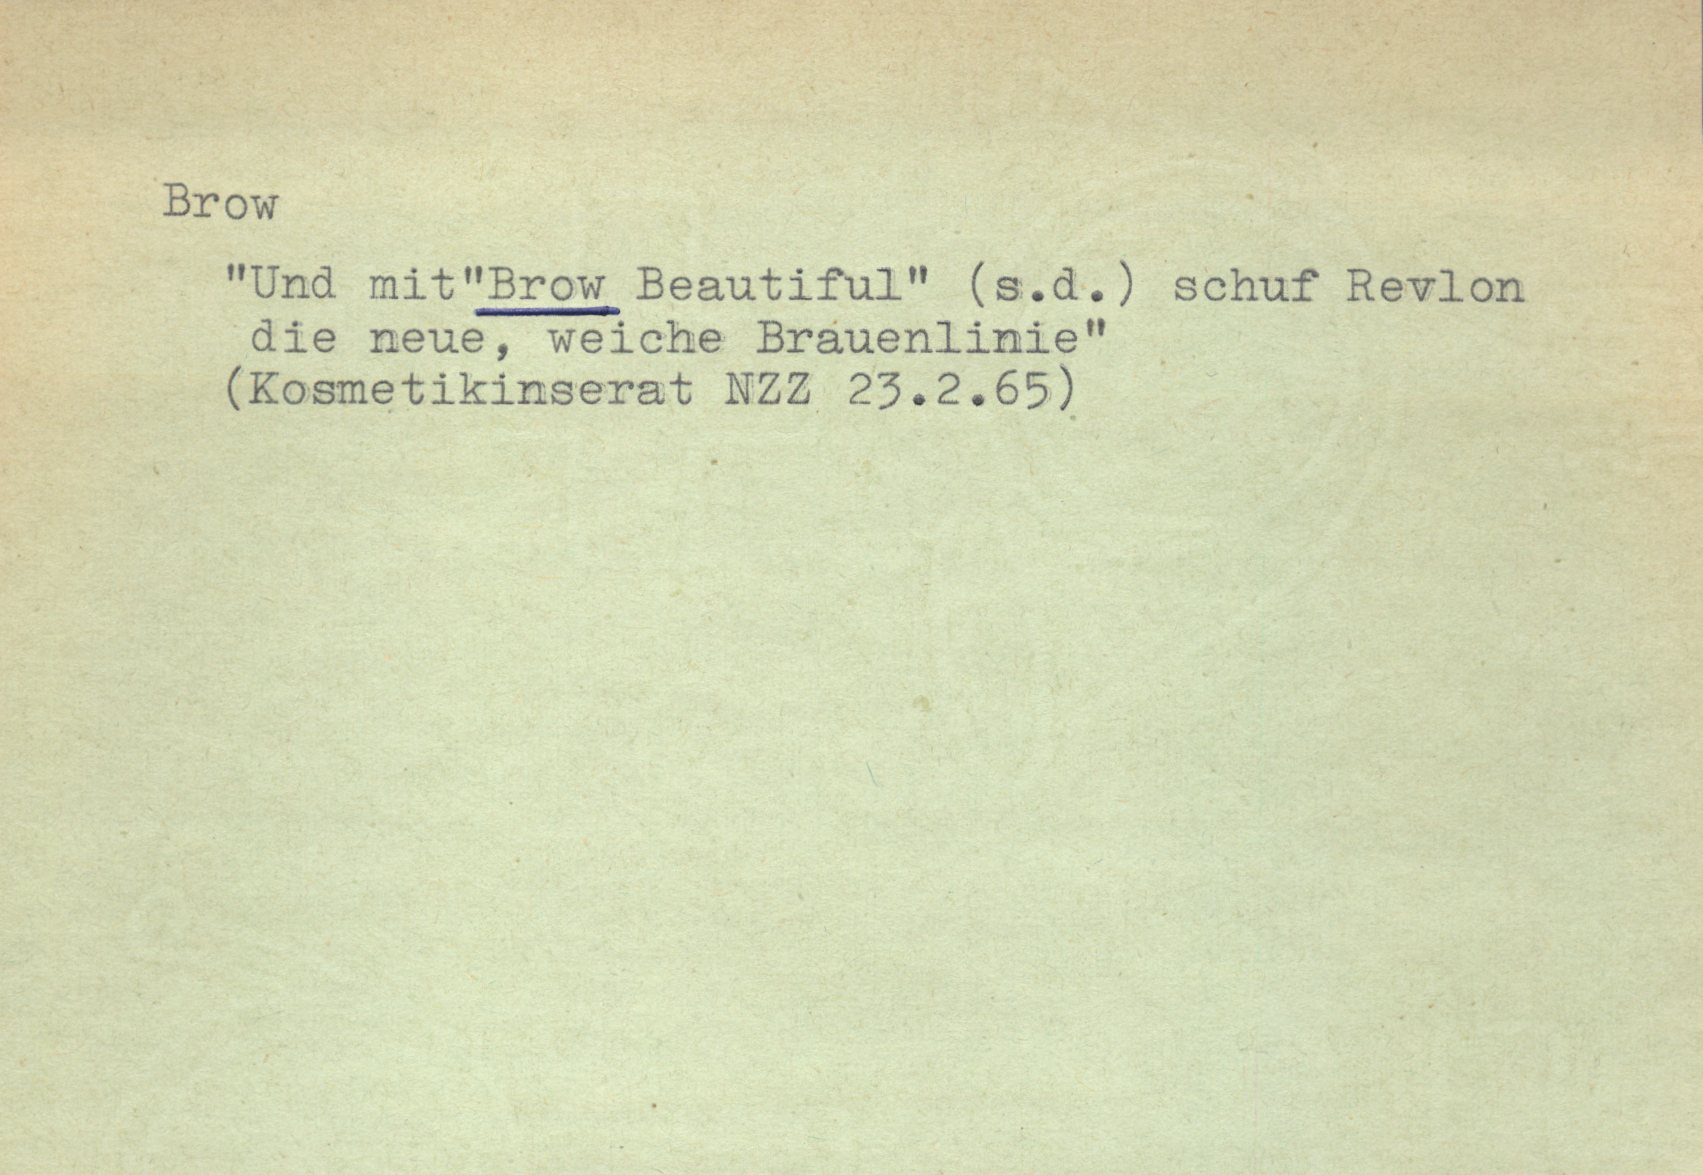 Brow
"Und mit"Brow Beautiful" (s.d.) schuf Revlon
die neue, weiche Brauenlinie"
(Kosmetikinserat NZZ 23.2.65)